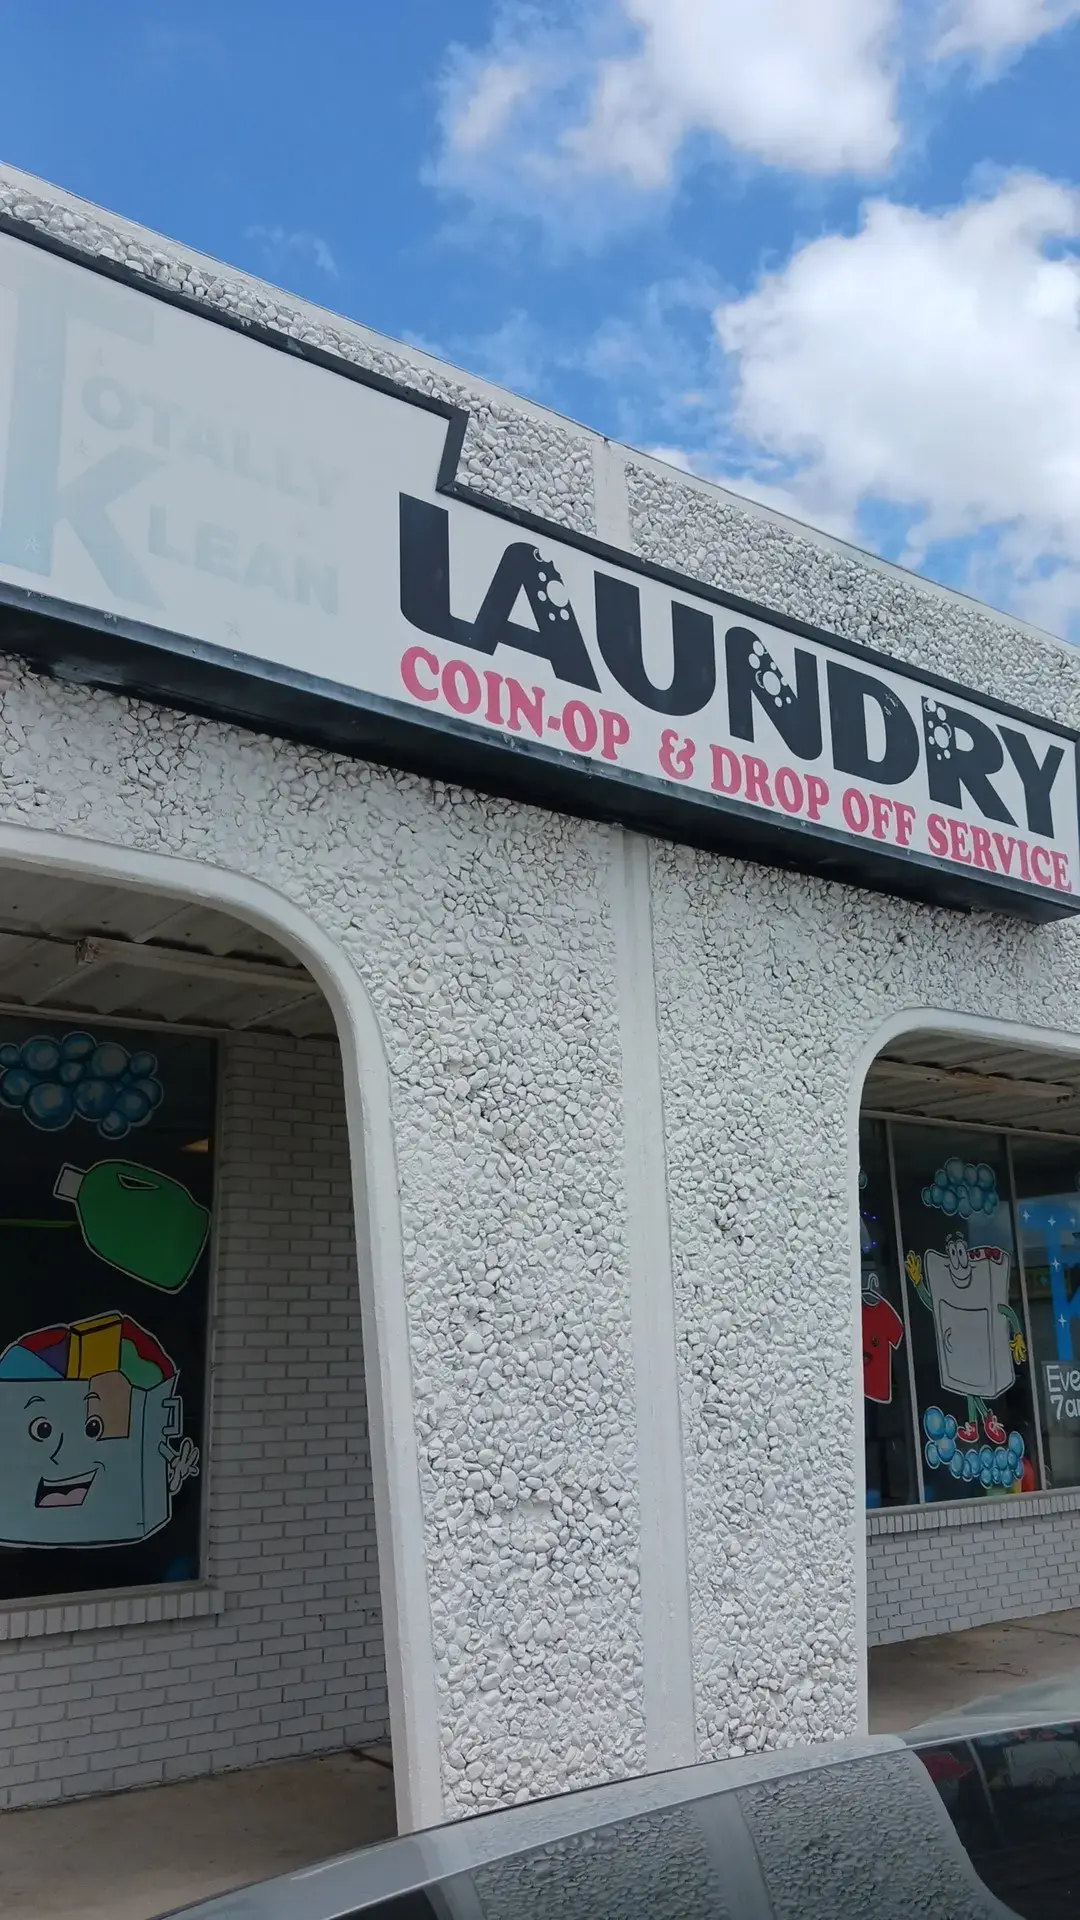 TOTALLY
KLEAN
LAUNDRY
COIN-OP & DROP OFF SERVICE